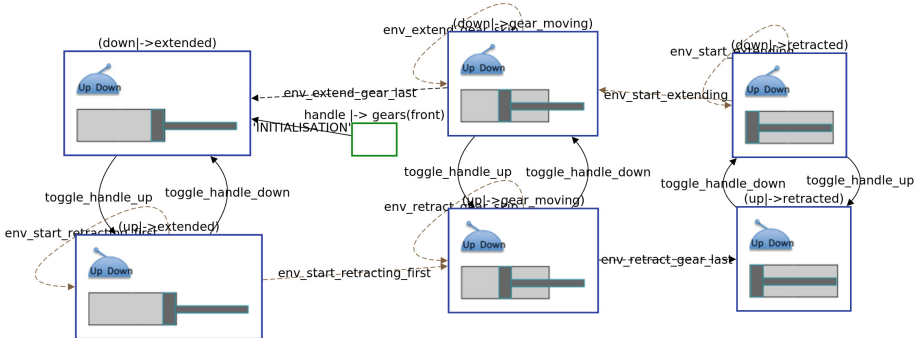 (down|->extended)
Up Down
env_extend_gear_skip
(down|->gear_moving)
Up Down
env_start_extending
(down|->retracted)
Up Down
env_extend_gear_last
env_start_extending
handle |-> gears(front)
'INITIALISATION'
toggle_handle_up
toggle_handle_down
toggle_handle_up
toggle_handle_down
toggle_handle_down
toggle_handle_up
env_start_retracting_first
(up|->extended)
Up Down
env_retract_gear_skip
(up|->gear_moving)
Up Down
(up|->retracted)
Up Down
env_start_retracting_first
env_retract_gear_last